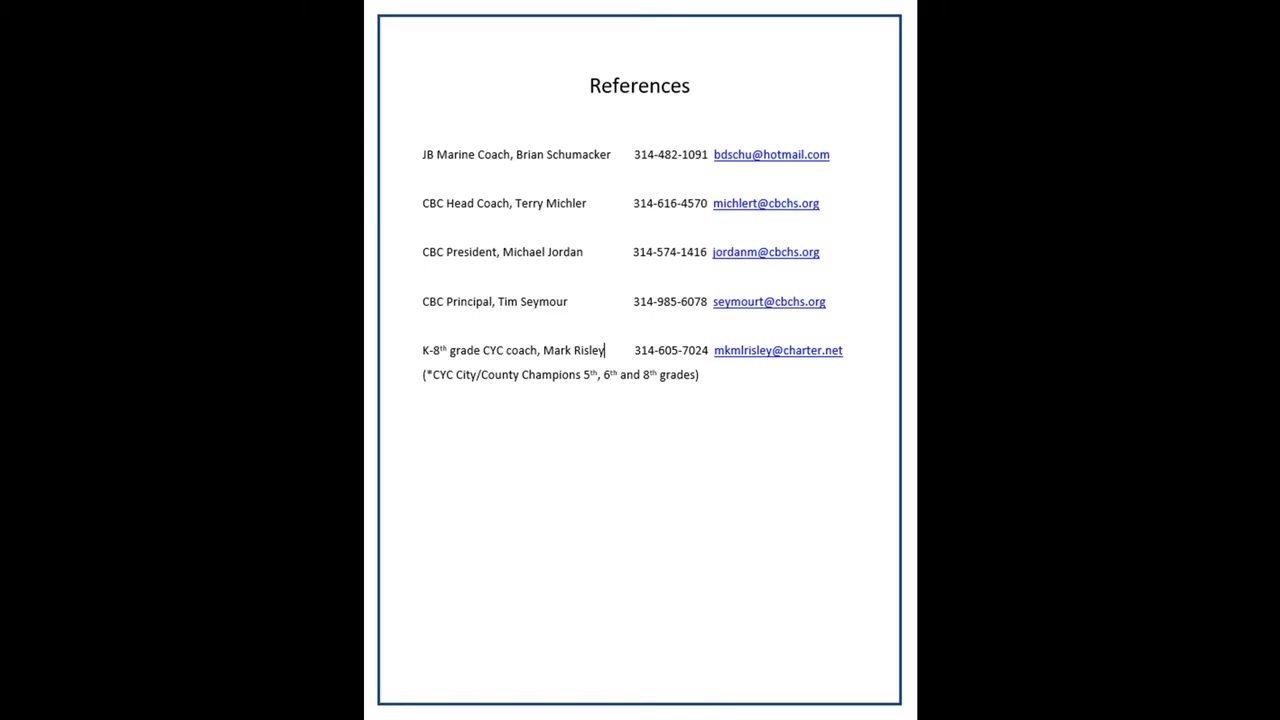 References
JB Marine Coach, Brian Schumacker 314-482-1091 bdschu@hotmail.com
CBC Head Coach, Terry Michler 314-616-4570 michlert@cbchs.org
CBC President, Michael Jordan 314-574-1416 jordanm@cbchs.org
CBC Principal, Tim Seymour 314-985-6078 seymourt@cbchs.org
K-8th grade CYC coach, Mark Risley 314-605-7024 mkmlrisley@charter.net
(*CYC City/County Champions 5th, 6th and 8th grades)